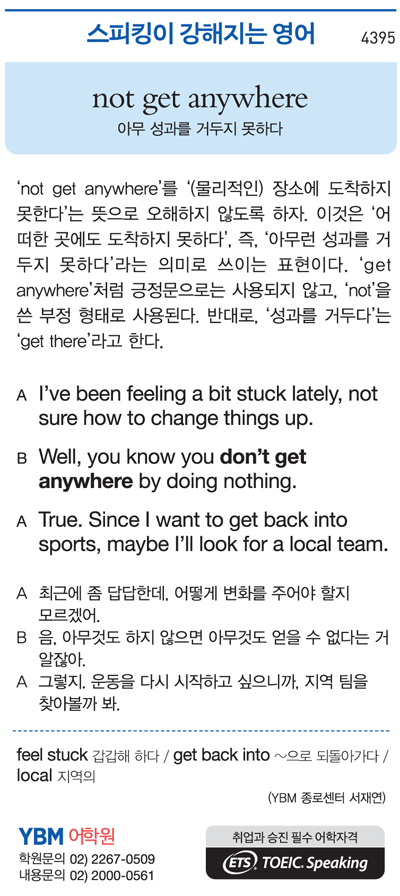 스피킹이 강해지는 영어 4395
not get anywhere
아무 성과를 거두지 못하다
‘not get anywhere’를 ‘(물리적인) 장소에 도착하지
못한다’는 뜻으로 오해하지 않도록 하자. 이것은 ‘어
떠한 곳에도 도착하지 못하다’, 즉, ‘아무런 성과를 거
두지 못하다’라는 의미로 쓰이는 표현이다. ‘get
anywhere’처럼 긍정문으로는 사용되지 않고, ‘not’을
쓴 부정 형태로 사용된다. 반대로, ‘성과를 거두다’는
‘get there’라고 한다.
A I’ve been feeling a bit stuck lately, not
sure how to change things up.
B Well, you know you don’t get
anywhere by doing nothing.
A True. Since I want to get back into
sports, maybe I’ll look for a local team.
A 최근에 좀 답답한데, 어떻게 변화를 주어야 할지
모르겠어.
B 음, 아무것도 하지 않으면 아무것도 얻을 수 없다는 거
알잖아.
A 그렇지. 운동을 다시 시작하고 싶으니까, 지역 팀을
찾아볼까 봐.
feel stuck 갑갑해 하다 / get back into ~으로 되돌아가다 /
local 지역의
(YBM 종로센터 서재연)
YBM 어학원
학원문의 02) 2267-0509
내용문의 02) 2000-0561
취업과 승진 필수 어학자격
ETS TOEIC Speaking